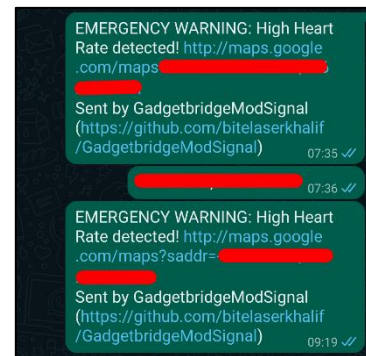 EMERGENCY WARNING: High Heart
Rate detected! http://maps.google
.com/maps
Sent by GadgetbridgeModSignal
(https://github.com/bitelaserkhalif
/GadgetbridgeModSignal)
07:35
07:36
EMERGENCY WARNING: High Heart
Rate detected! http://maps.google
.com/maps?saddr=
Sent by GadgetbridgeModSignal
(https://github.com/bitelaserkhalif
/GadgetbridgeModSignal)
09:19